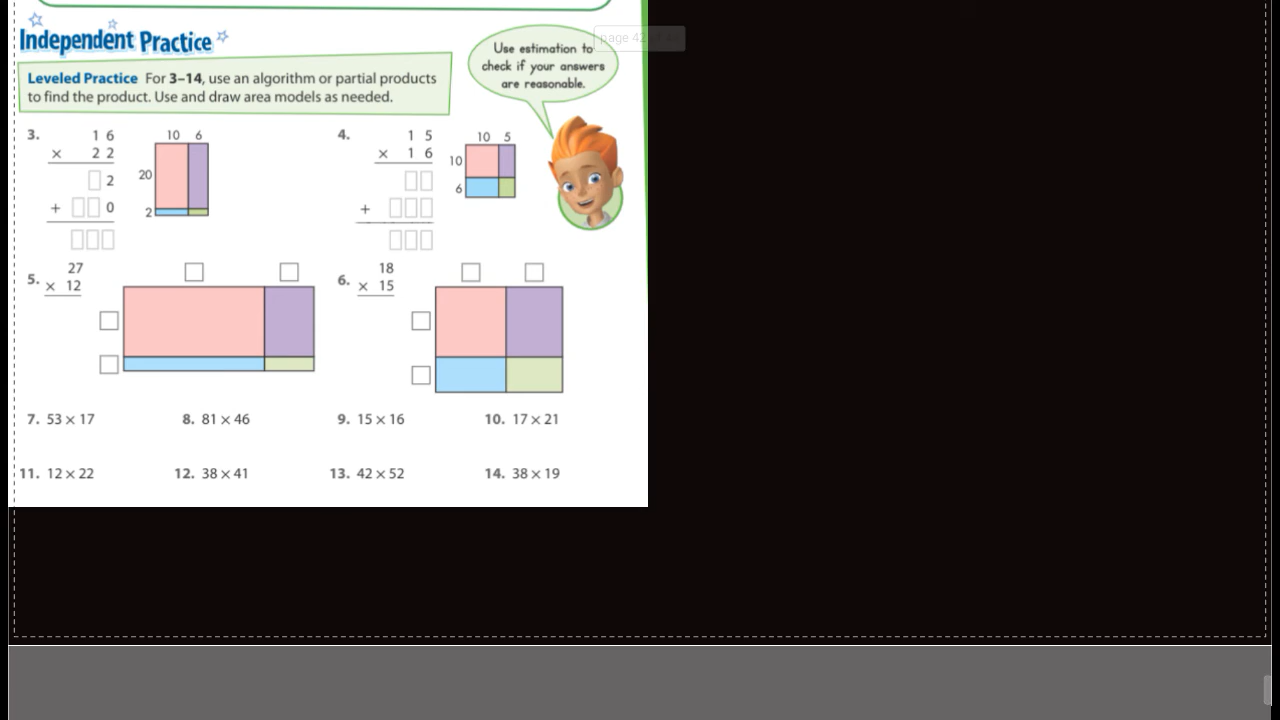 Independent Practice
Use estimation to
check if your answers
are reasonable.
page 42 of
Leveled Practice For 3–14, use an algorithm or partial products
to find the product. Use and draw area models as needed.
3. 1 6
× 2 2
2
+ 0
10 6
20
2
4. 1 5
× 1 6
+
10 5
10
6
5. 27
× 12
6. 18
× 15
7. 53 × 17 8. 81 × 46 9. 15 × 16 10. 17 × 21
11. 12 × 22 12. 38 × 41 13. 42 × 52 14. 38 × 19